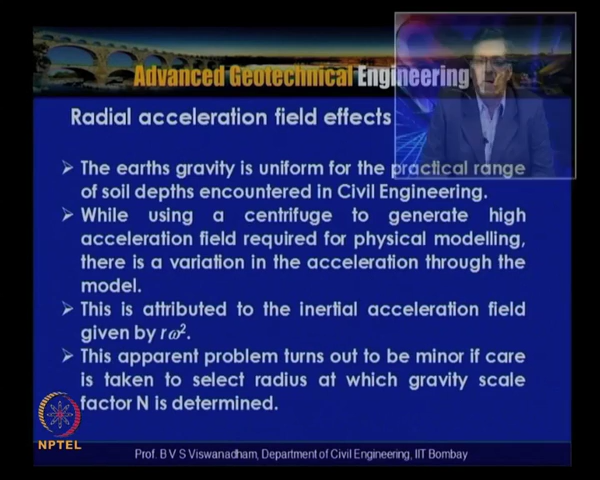 Advanced Geotechnical Engineering
Radial acceleration field effects
➢ The earths gravity is uniform for the practical range
of soil depths encountered in Civil Engineering.
➢ While using a centrifuge to generate high
acceleration field required for physical modelling,
there is a variation in the acceleration through the
model.
➢ This is attributed to the inertial acceleration field
given by rω².
➢ This apparent problem turns out to be minor if care
is taken to select radius at which gravity scale
factor N is determined.
NPTEL
Prof. B V S Viswanadham, Department of Civil Engineering, IIT Bombay